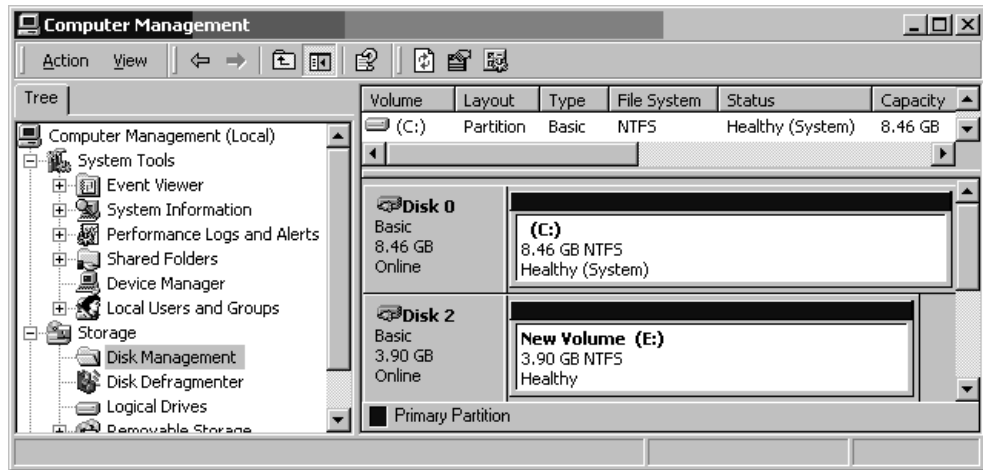 Computer Management
Action View
Tree
Computer Management (Local)
System Tools
Event Viewer
System Information
Performance Logs and Alerts
Shared Folders
Device Manager
Local Users and Groups
Storage
Disk Management
Disk Defragmenter
Logical Drives
Removable Storage
Volume Layout Type File System Status Capacity
(C:) Partition Basic NTFS Healthy (System) 8.46 GB
Disk 0
Basic
8.46 GB
Online
(C:)
8.46 GB NTFS
Healthy (System)
Disk 2
Basic
3.90 GB
Online
New Volume (E:)
3.90 GB NTFS
Healthy
Primary Partition